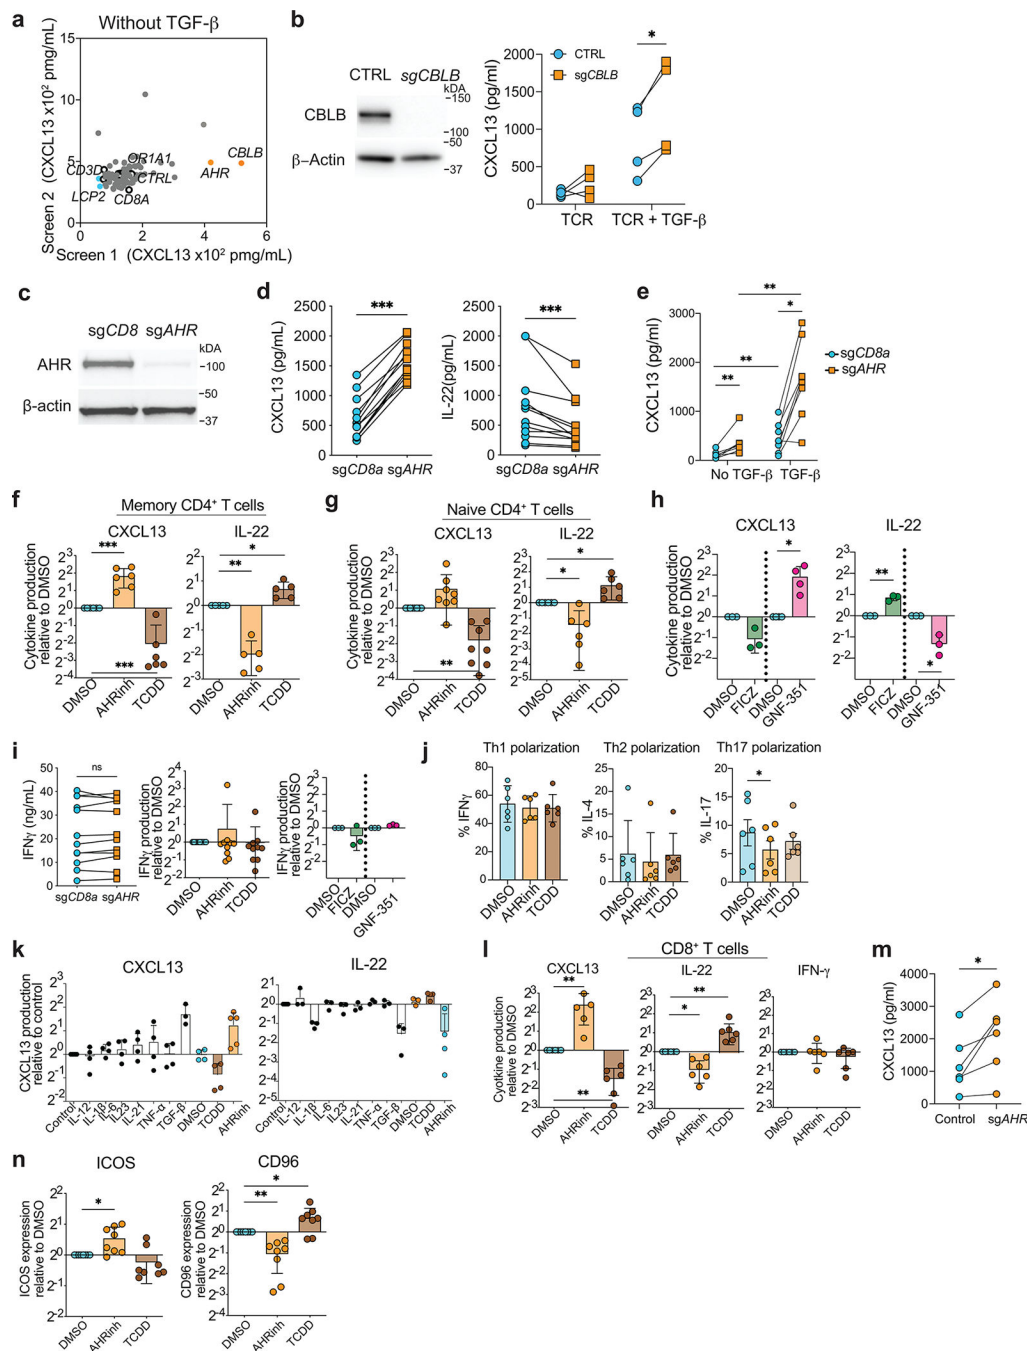 a
Without TGF-β
Screen 2 (CXCL13 x10² pmg/mL)
15
10
5
0
0 2 4 6
Screen 1 (CXCL13 x10² pmg/mL)
OR1A1
CBLB
CD3D
CTRL
AHR
LCP2
CD8A
b
CTRL sgCBLB
kDA
CBLB
β-Actin
–150
–100
–50
–37
CXCL13 (pg/ml)
2000
1500
1000
500
0
CTRL
sgCBLB
*
TCR TCR + TGF-β
c
sgCD8 sgAHR
kDA
AHR
β-actin
–100
–50
–37
d
CXCL13 (pg/mL)
2500
2000
1500
1000
500
0
***
sgCD8a sgAHR
IL-22(pg/mL)
2500
2000
1500
1000
500
0
***
sgCD8a sgAHR
e
CXCL13 (pg/ml)
3000
2000
1000
0
**
*
**
**
sgCD8a
sgAHR
No TGF-β TGF-β
f
Memory CD4⁺ T cells
CXCL13
IL-22
Cytokine production
relative to DMSO
***
***
*
**
DMSO
AHRinh
TCDD
DMSO
AHRinh
TCDD
g
Naive CD4⁺ T cells
CXCL13
IL-22
Cytokine production
relative to DMSO
**
*
*
DMSO
AHRinh
TCDD
DMSO
AHRinh
TCDD
h
CXCL13
IL-22
Cytokine production
relative to DMSO
*
**
*
DMSO
FICZ
DMSO
GNF-351
DMSO
FICZ
DMSO
GNF-351
i
IFNγ (ng/mL)
50
40
30
20
10
0
ns
sgCD8a sgAHR
IFNγ production
relative to DMSO
DMSO
AHRinh
TCDD
IFNγ production
relative to DMSO
DMSO
FICZ
DMSO
GNF-351
j
Th1 polarization
% IFNγ
100
80
60
40
20
0
DMSO
AHRinh
TCDD
Th2 polarization
% IL-4
20
15
10
5
0
DMSO
AHRinh
TCDD
Th17 polarization
% IL-17
20
15
10
5
0
*
DMSO
AHRinh
TCDD
k
CXCL13
CXCL13 production
relative to control
Control
IL-12
IL-1β
IL-6
IL23
IL-21
TNF-α
TGF-β
DMSO
TCDD
AHRinh
IL-22
Control
IL-12
IL-1β
IL-6
IL23
IL-21
TNF-α
TGF-β
DMSO
TCDD
AHRinh
l
CD8⁺ T cells
CXCL13
IL-22
IFN-γ
Cyotkine production
relative to DMSO
**
**
**
*
DMSO
AHRinh
TCDD
DMSO
AHRinh
TCDD
DMSO
AHRinh
TCDD
m
CXCL13 (pg/ml)
4000
3000
2000
1000
0
*
Control sgAHR
n
ICOS
ICOS expression
relative to DMSO
*
DMSO
AHRinh
TCDD
CD96
CD96 expression
relative to DMSO
*
**
DMSO
AHRinh
TCDD